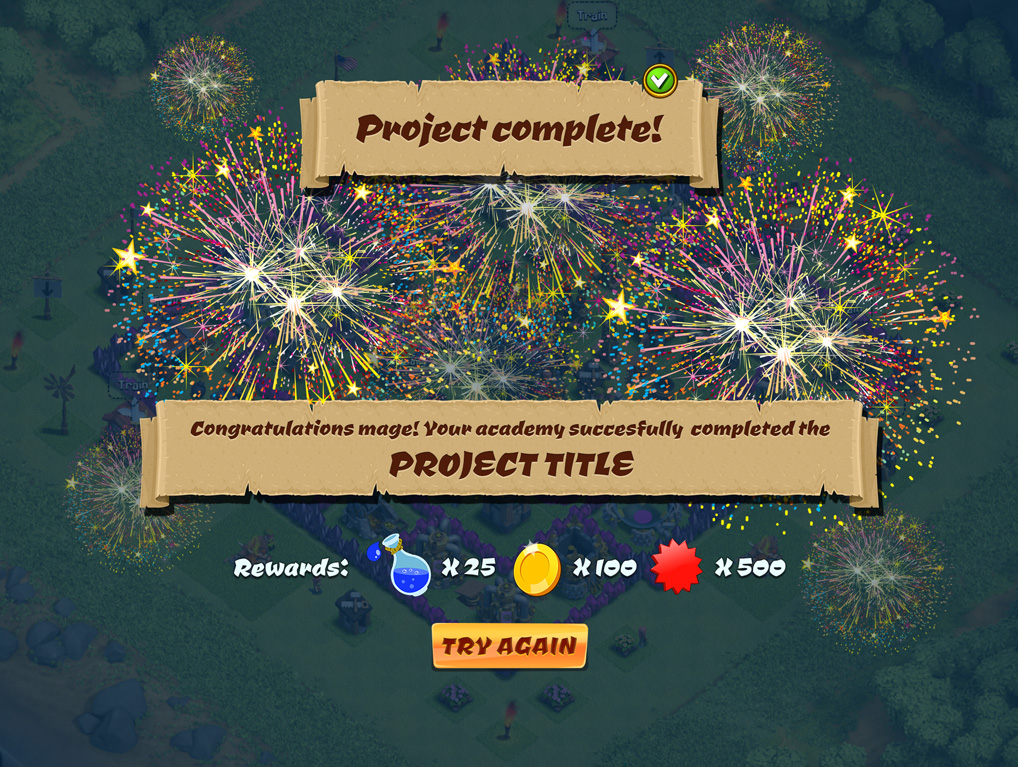 Train
Project complete!
Train
Congratulations mage! Your academy succesfully completed the
PROJECT TITLE
Rewards:
X 25
X 100
X 500
TRY AGAIN